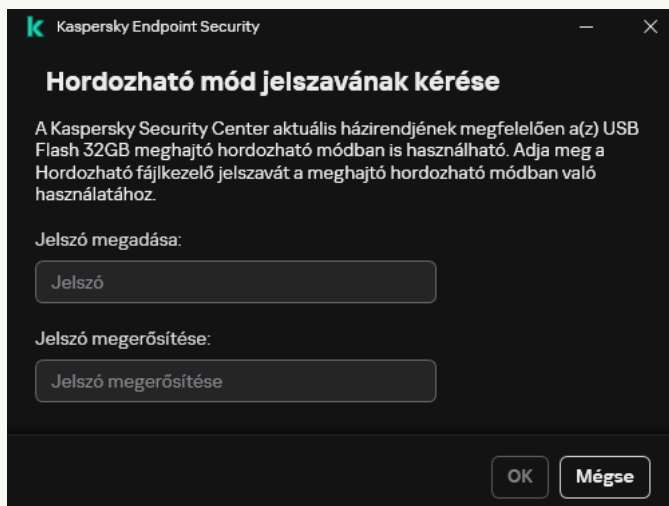 Kaspersky Endpoint Security
Hordozható mód jelszavának kérése
A Kaspersky Security Center aktuális házirendjének megfelelően a(z) USB
Flash 32GB meghajtó hordozható módban is használható. Adja meg a
Hordozható fájlkezelő jelszavát a meghajtó hordozható módban való
használatához.
Jelszó megadása:
Jelszó
Jelszó megerősítése:
Jelszó megerősítése
OK
Mégse